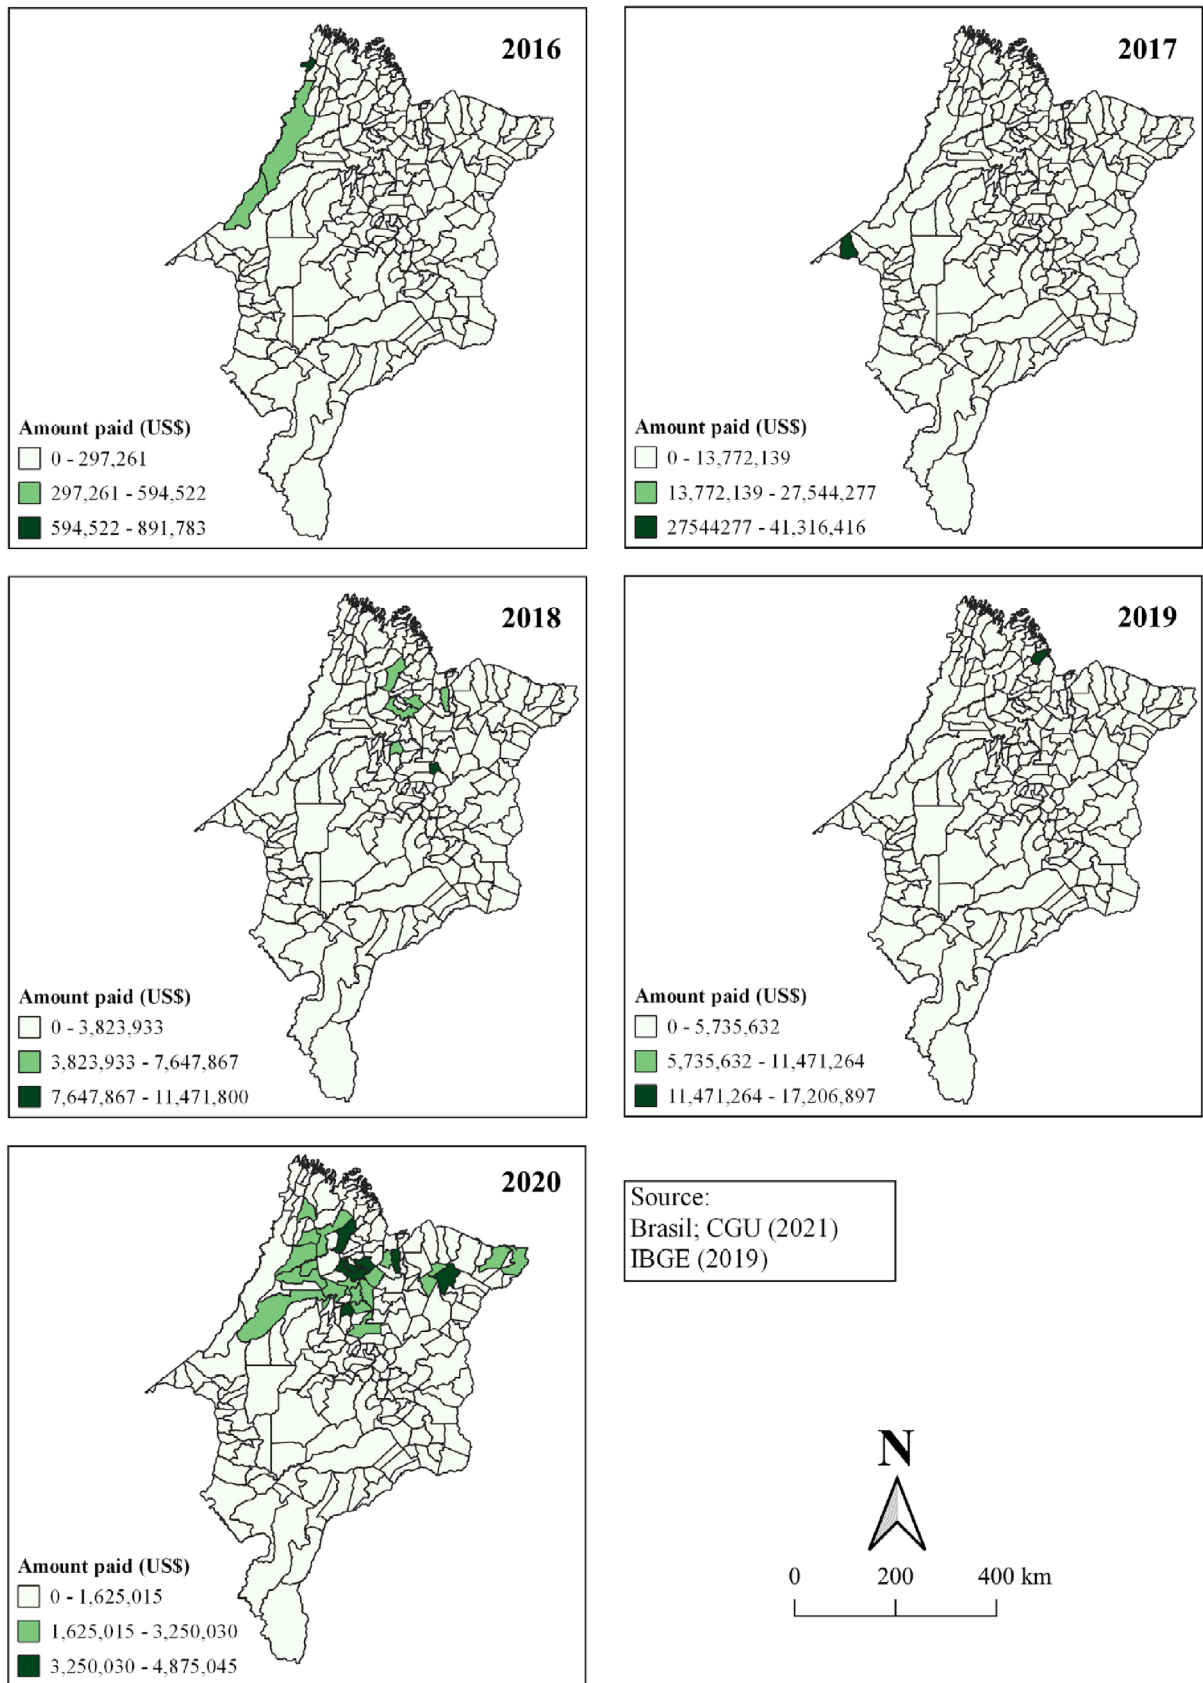 2016
Amount paid (US$)
0 - 297,261
297,261 - 594,522
594,522 - 891,783
2017
Amount paid (US$)
0 - 13,772,139
13,772,139 - 27,544,277
27544277 - 41,316,416
2018
Amount paid (US$)
0 - 3,823,933
3,823,933 - 7,647,867
7,647,867 - 11,471,800
2019
Amount paid (US$)
0 - 5,735,632
5,735,632 - 11,471,264
11,471,264 - 17,206,897
2020
Amount paid (US$)
0 - 1,625,015
1,625,015 - 3,250,030
3,250,030 - 4,875,045
Source:
Brasil; CGU (2021)
IBGE (2019)
N
0 200 400 km